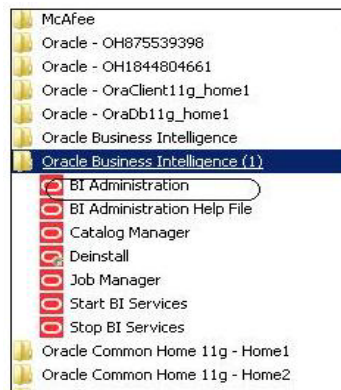 McAfee
Oracle - OH875539398
Oracle - OH1844804661
Oracle - OraClient11g_home1
Oracle - OraDb11g_home1
Oracle Business Intelligence
Oracle Business Intelligence (1)
BI Administration
BI Administration Help File
Catalog Manager
Deinstall
Job Manager
Start BI Services
Stop BI Services
Oracle Common Home 11g - Home1
Oracle Common Home 11g - Home2